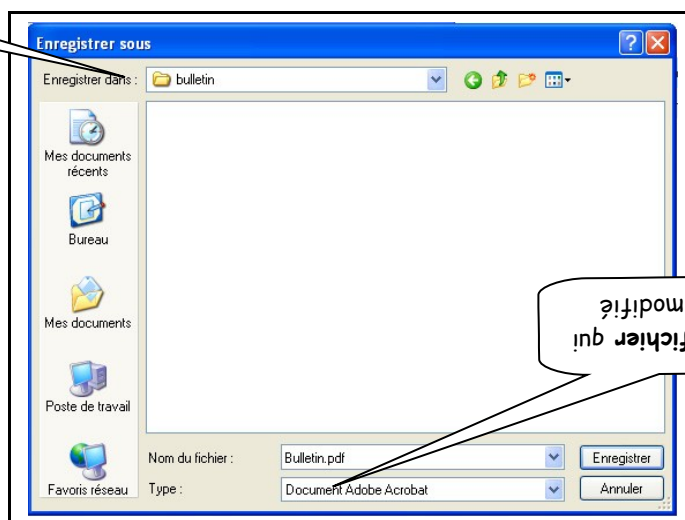 Enregistrer sous
Enregistrer dans :
bulletin
Mes documents
récents
Bureau
Mes documents
Poste de travail
Favoris réseau
fichier qui
modifié
Nom du fichier :
Bulletin.pdf
Enregistrer
Type :
Document Adobe Acrobat
Annuler